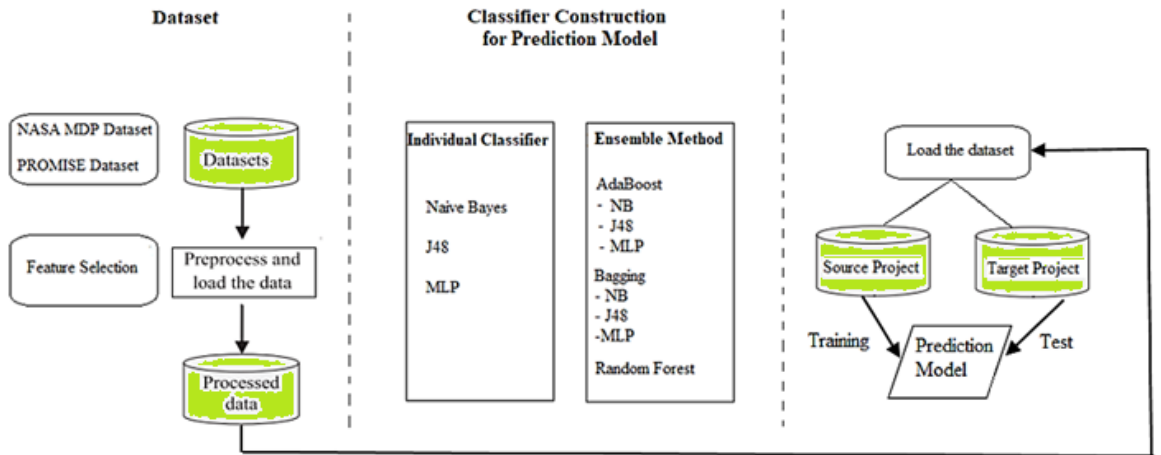 Dataset
NASA MDP Dataset
PROMISE Dataset
Datasets
Feature Selection
Preprocess and
load the data
Processed
data
Classifier Construction
for Prediction Model
Individual Classifier
Naive Bayes
J48
MLP
Ensemble Method
AdaBoost
- NB
- J48
- MLP
Bagging
- NB
- J48
-MLP
Random Forest
Load the dataset
Source Project
Target Project
Training
Test
Prediction
Model